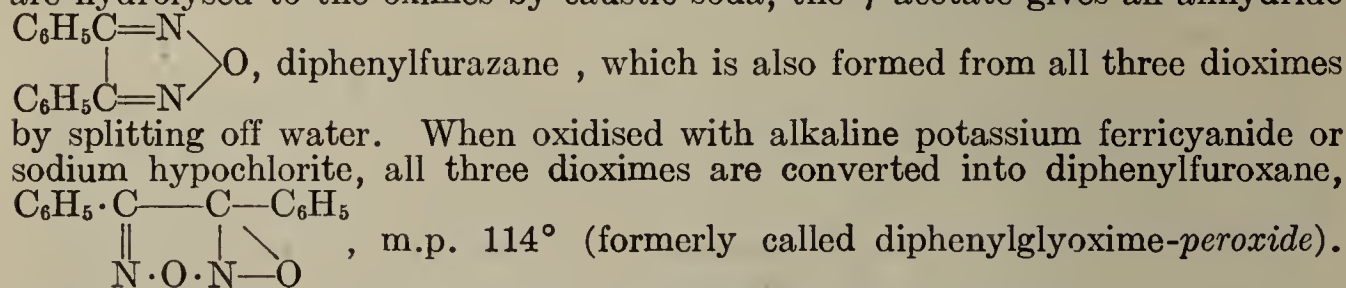 are hydrolysed to the oximes by caustic soda, the γ-acetate gives an anhydride
C₆H₅C=N
O, diphenylfurazane , which is also formed from all three dioximes
C₆H₅C=N
by splitting off water. When oxidised with alkaline potassium ferricyanide or
sodium hypochlorite, all three dioximes are converted into diphenylfuroxane,
C₆H₅·C—C—C₆H₅
, m.p. 114° (formerly called diphenylglyoxime-peroxide).
N·O·N—O